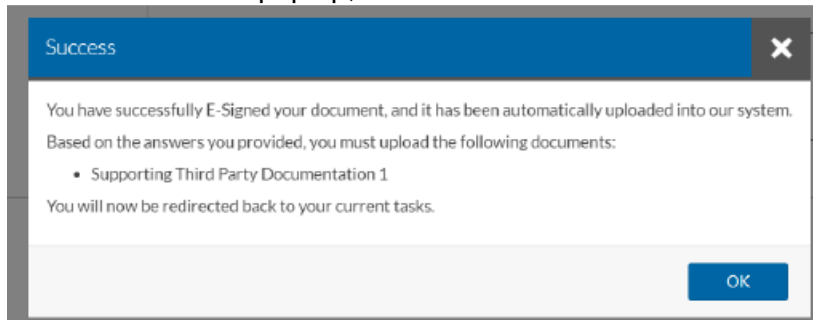 Success
You have successfully E-Signed your document, and it has been automatically uploaded into our system.
Based on the answers you provided, you must upload the following documents:
• Supporting Third Party Documentation 1
You will now be redirected back to your current tasks.
OK